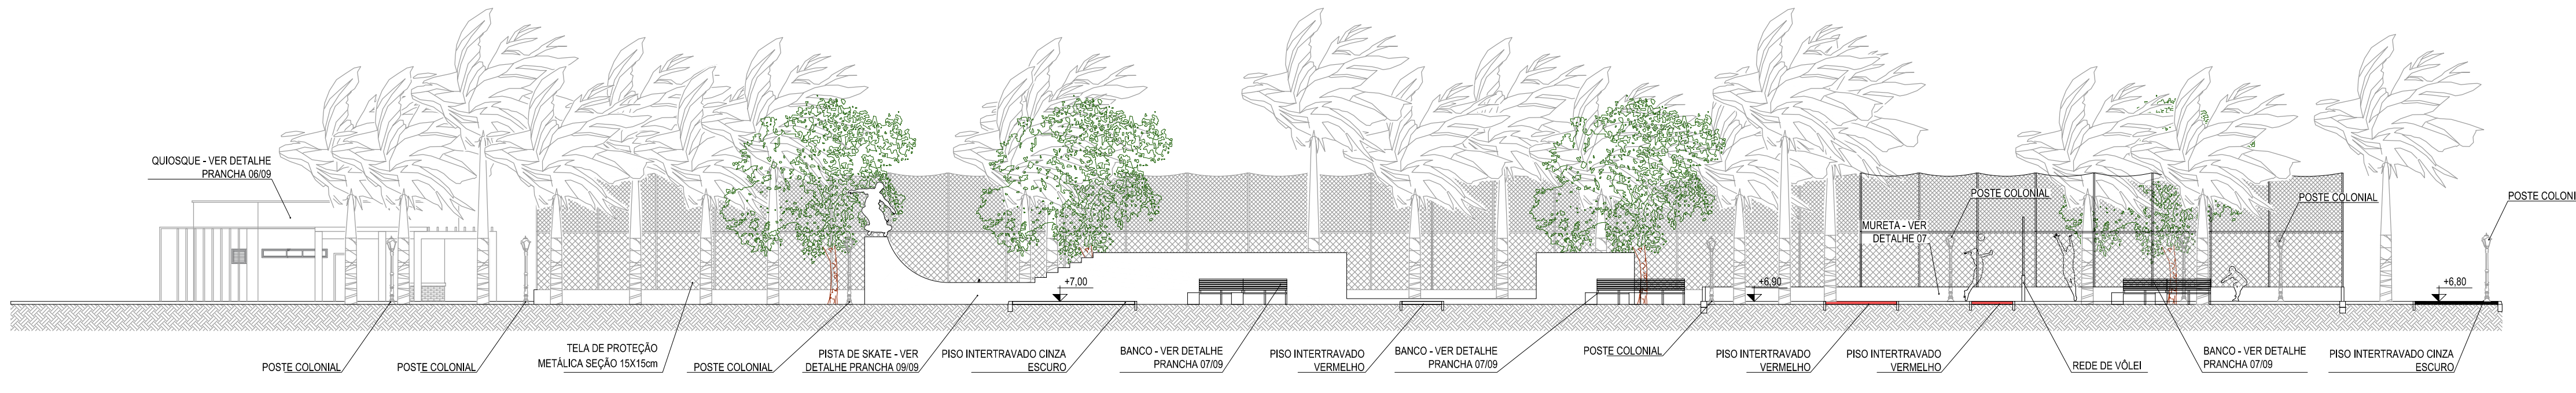 QUIOSQUE - VER DETALHE
PRANCHA 06/09
POSTE COLONIAL
POSTE COLONIAL
TELA DE PROTEÇÃO
METÁLICA SEÇÃO 15X15cm
POSTE COLONIAL
PISTA DE SKATE - VER
DETALHE PRANCHA 09/09
PISO INTERTRAVADO CINZA
ESCURO
+7,00
BANCO - VER DETALHE
PRANCHA 07/09
PISO INTERTRAVADO
VERMELHO
BANCO - VER DETALHE
PRANCHA 07/09
POSTE COLONIAL
+6,90
PISO INTERTRAVADO
VERMELHO
PISO INTERTRAVADO
VERMELHO
MURETA - VER
DETALHE 07
POSTE COLONIAL
REDE DE VÔLEI
BANCO - VER DETALHE
PRANCHA 07/09
POSTE COLONIAL
PISO INTERTRAVADO CINZA
ESCURO
+6,80
POSTE COLONI